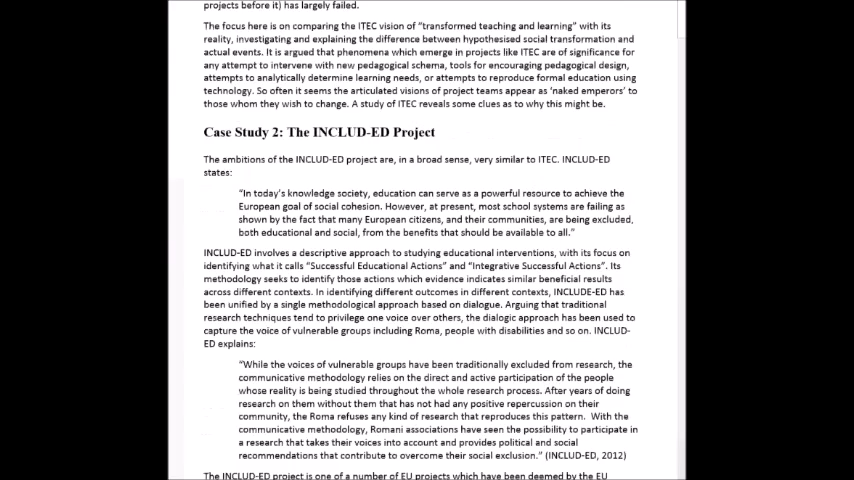 projects before it) has largely failed.
The focus here is on comparing the ITEC vision of “transformed teaching and learning” with its
reality, investigating and explaining the difference between hypothesised social transformation and
actual events. It is argued that phenomena which emerge in projects like ITEC are of significance for
any attempt to intervene with new pedagogical schema, tools for encouraging pedagogical design,
attempts to analytically determine learning needs, or attempts to reproduce formal education using
technology. So often it seems the articulated visions of project teams appear as ‘naked emperors’ to
those whom they wish to change. A study of ITEC reveals some clues as to why this might be.
Case Study 2: The INCLUD-ED Project
The ambitions of the INCLUD-ED project are, in a broad sense, very similar to ITEC. INCLUD-ED
states:
“In today’s knowledge society, education can serve as a powerful resource to achieve the
European goal of social cohesion. However, at present, most school systems are failing as
shown by the fact that many European citizens, and their communities, are being excluded,
both educational and social, from the benefits that should be available to all.”
INCLUD-ED involves a descriptive approach to studying educational interventions, with its focus on
identifying what it calls “Successful Educational Actions” and “Integrative Successful Actions”. Its
methodology seeks to identify those actions which evidence indicates similar beneficial results
across different contexts. In identifying different outcomes in different contexts, INCLUDE-ED has
been unified by a single methodological approach based on dialogue. Arguing that traditional
research techniques tend to privilege one voice over others, the dialogic approach has been used to
capture the voice of vulnerable groups including Roma, people with disabilities and so on. INCLUD-
ED explains:
“While the voices of vulnerable groups have been traditionally excluded from research, the
communicative methodology relies on the direct and active participation of the people
whose reality is being studied throughout the whole research process. After years of doing
research on them without them that has not had any positive repercussion on their
community, the Roma refuses any kind of research that reproduces this pattern. With the
communicative methodology, Romani associations have seen the possibility to participate in
a research that takes their voices into account and provides political and social
recommendations that contribute to overcome their social exclusion.” (INCLUD-ED, 2012)
The INCLUD-ED project is one of a number of EU projects which have been deemed by the EU